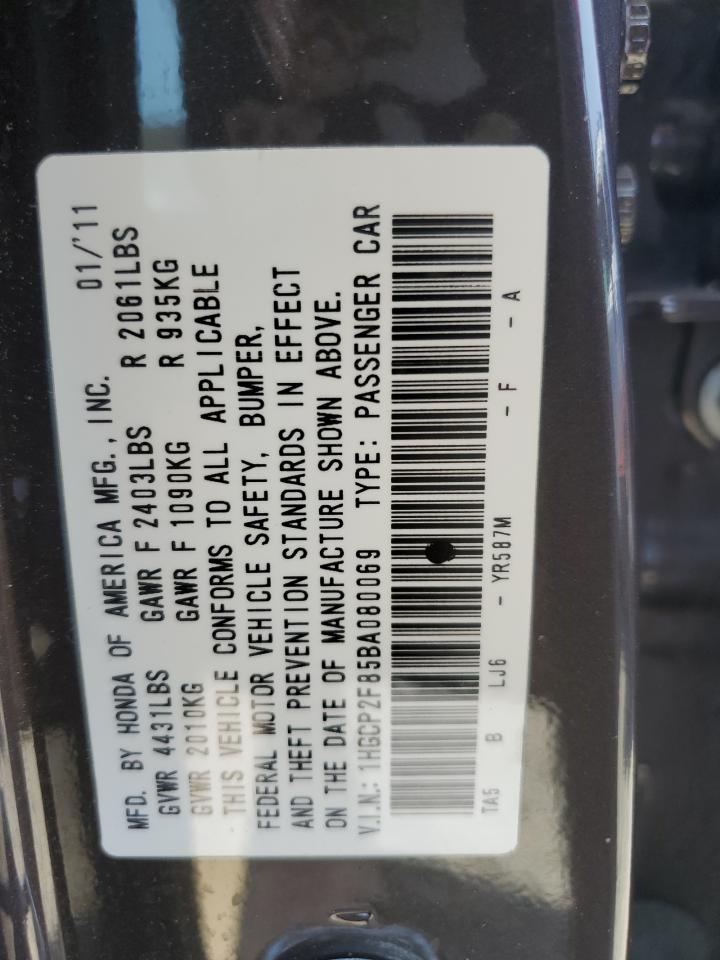 MFD. BY HONDA OF AMERICA MFG., INC. 01/'11
GVWR 4431LBS GAWR F 2403LBS R 2061LBS
GVWR 2010KG GAWR F 1090KG R 935KG
THIS VEHICLE CONFORMS TO ALL APPLICABLE
FEDERAL MOTOR VEHICLE SAFETY, BUMPER,
AND THEFT PREVENTION STANDARDS IN EFFECT
ON THE DATE OF MANUFACTURE SHOWN ABOVE.
V.I.N.: 1HGCP2F85BA080069 TYPE: PASSENGER CAR
TA5 B LJ6 - YR587M - F - A